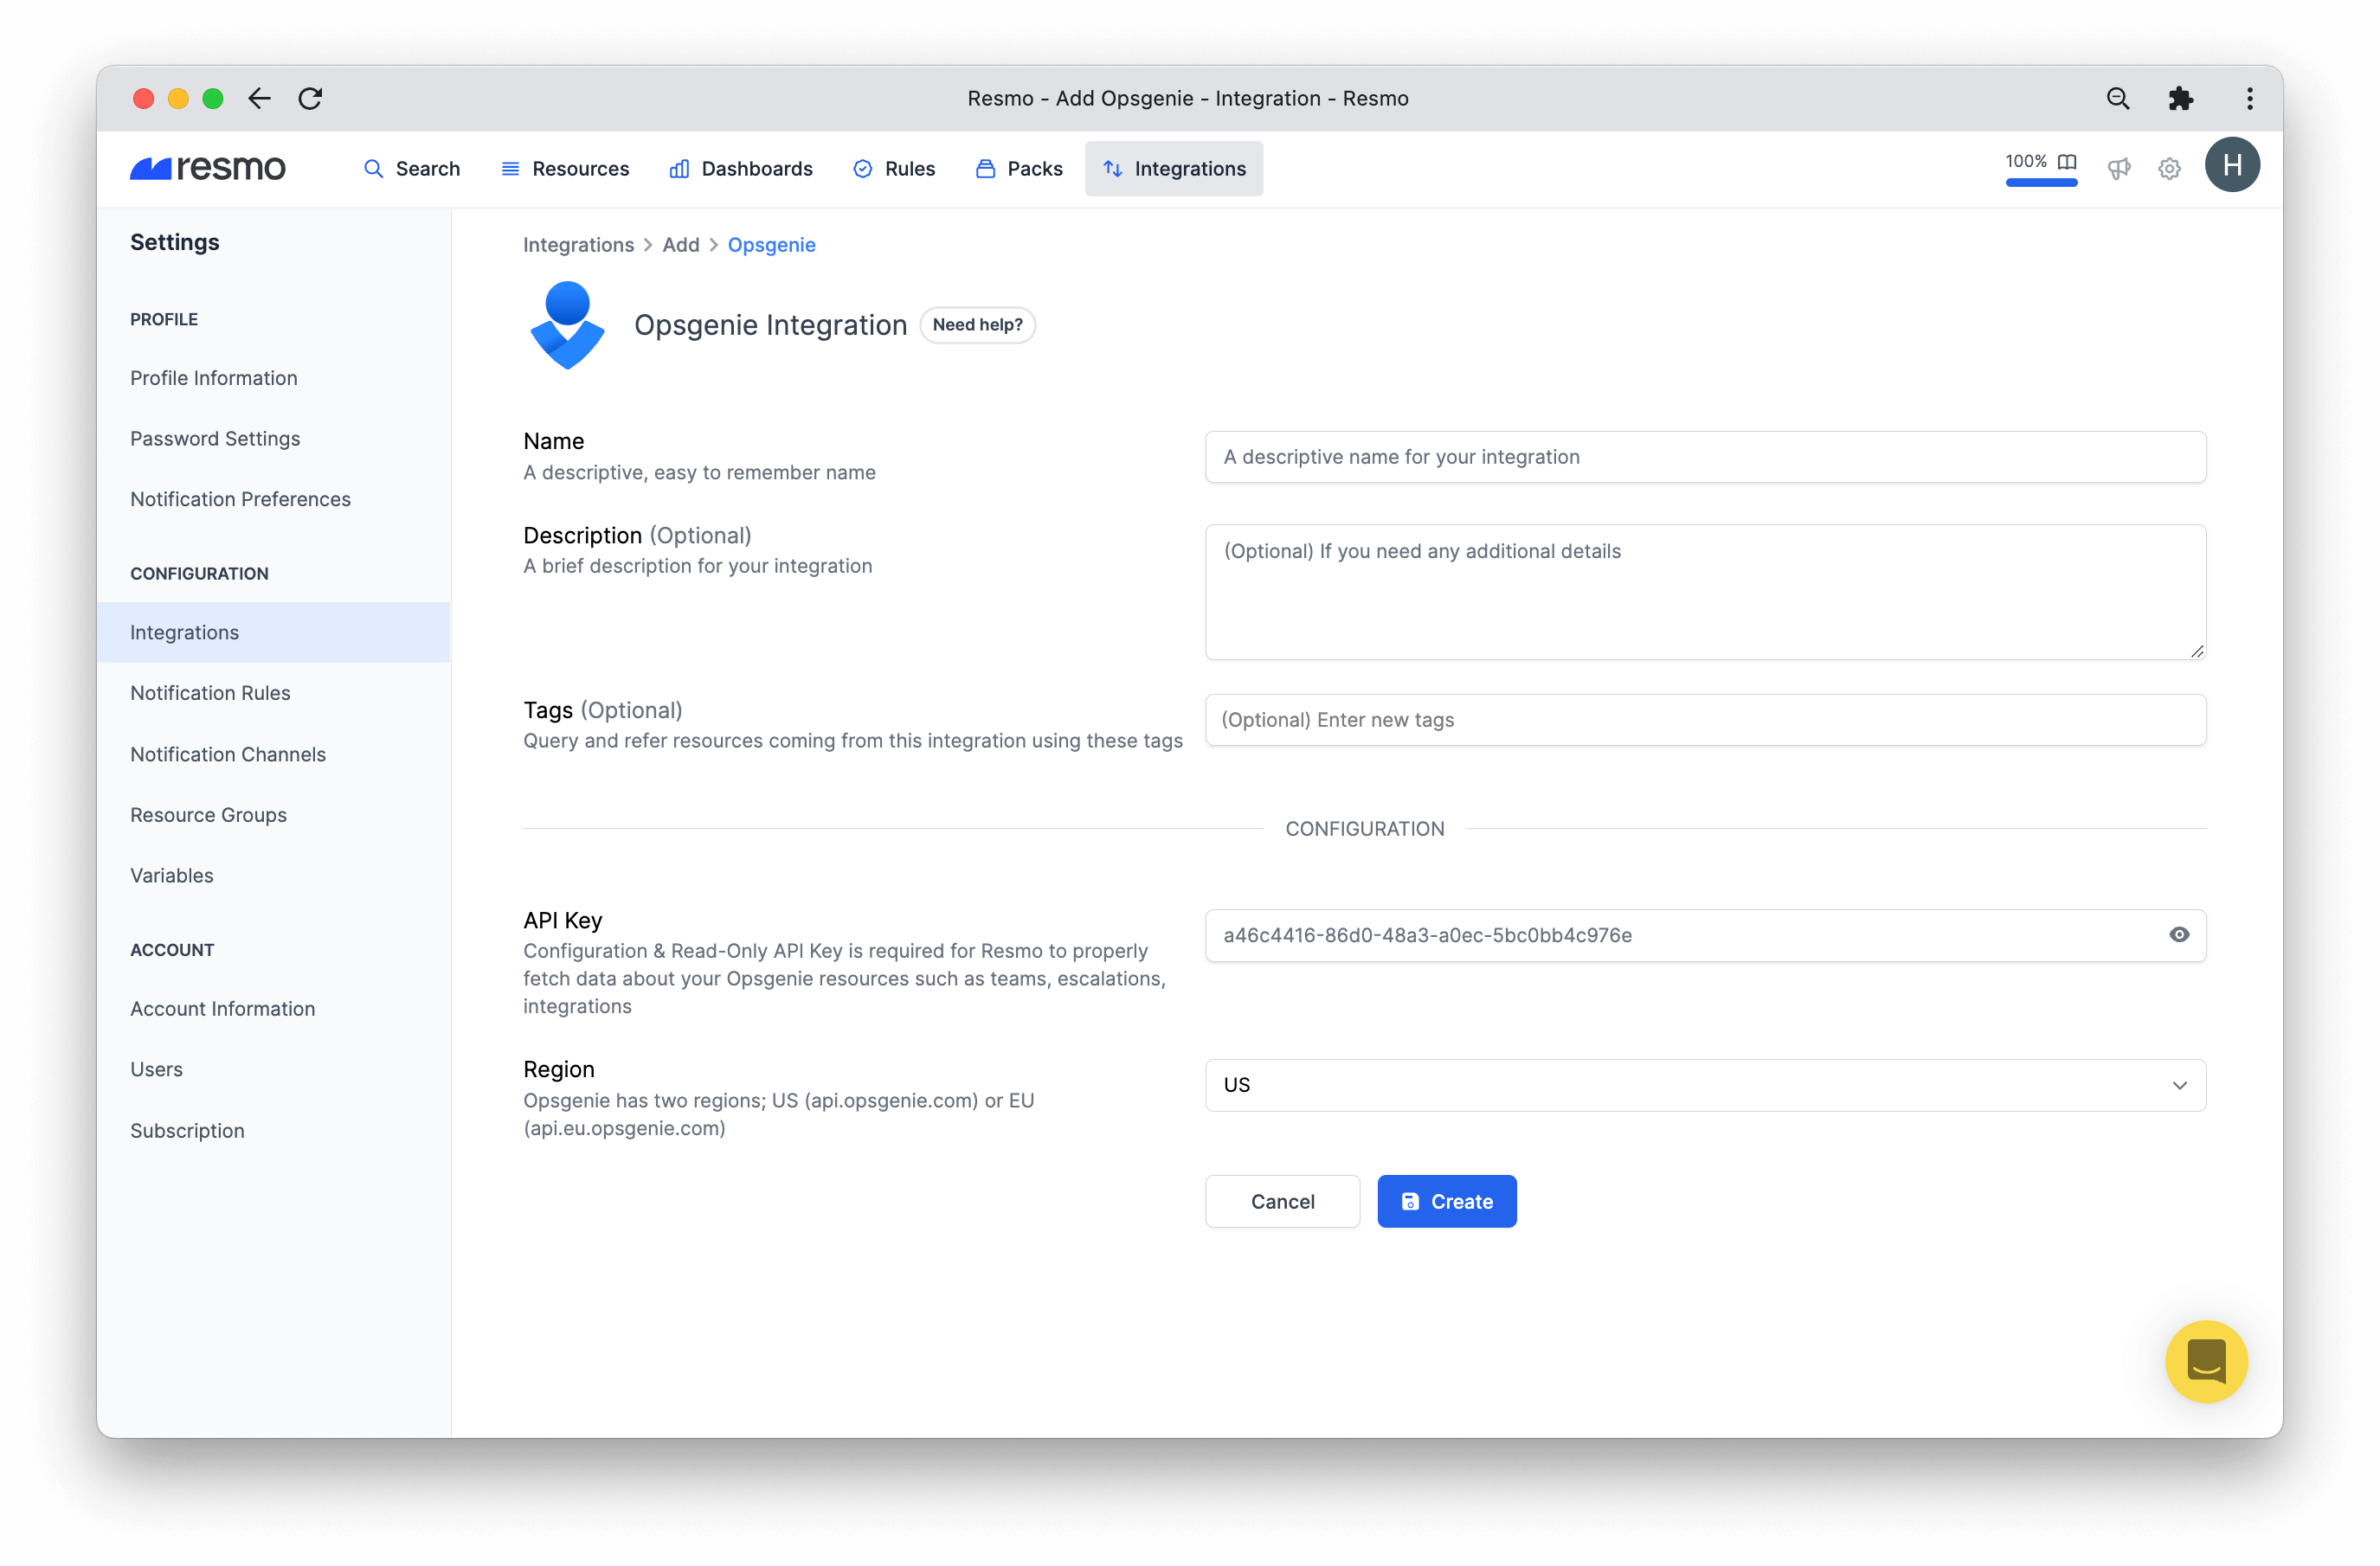 Resmo - Add Opsgenie - Integration - Resmo
resmo
Search
Resources
Dashboards
Rules
Packs
Integrations
100%
H
Settings
PROFILE
Profile Information
Password Settings
Notification Preferences
CONFIGURATION
Integrations
Notification Rules
Notification Channels
Resource Groups
Variables
ACCOUNT
Account Information
Users
Subscription
Integrations > Add > Opsgenie
Opsgenie Integration
Need help?
Name
A descriptive, easy to remember name
A descriptive name for your integration
Description (Optional)
A brief description for your integration
(Optional) If you need any additional details
Tags (Optional)
Query and refer resources coming from this integration using these tags
(Optional) Enter new tags
CONFIGURATION
API Key
Configuration & Read-Only API Key is required for Resmo to properly
fetch data about your Opsgenie resources such as teams, escalations,
integrations
a46c4416-86d0-48a3-a0ec-5bc0bb4c976e
Region
Opsgenie has two regions; US (api.opsgenie.com) or EU
(api.eu.opsgenie.com)
US
Cancel
Create